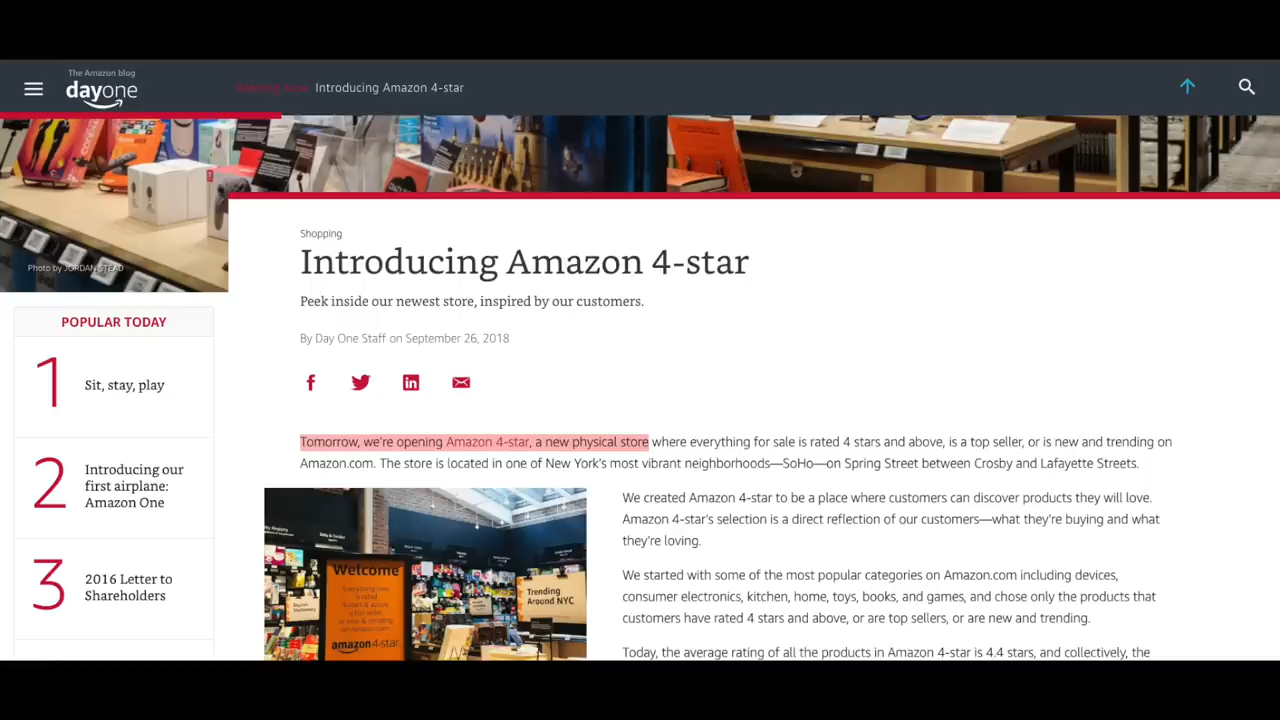 The Amazon blog
dayone
Reading Now Introducing Amazon 4-star
Photo by JORDAN STEAD
POPULAR TODAY
1
Sit, stay, play
2
Introducing our
first airplane:
Amazon One
3
2016 Letter to
Shareholders
Shopping
Introducing Amazon 4-star
Peek inside our newest store, inspired by our customers.
By Day One Staff on September 26, 2018
Tomorrow, we're opening Amazon 4-star, a new physical store where everything for sale is rated 4 stars and above, is a top seller, or is new and trending on
Amazon.com. The store is located in one of New York's most vibrant neighborhoods—SoHo—on Spring Street between Crosby and Lafayette Streets.
Welcome
amazon4-star
Trending
Around NYC
We created Amazon 4-star to be a place where customers can discover products they will love.
Amazon 4-star's selection is a direct reflection of our customers—what they're buying and what
they're loving.
We started with some of the most popular categories on Amazon.com including devices,
consumer electronics, kitchen, home, toys, books, and games, and chose only the products that
customers have rated 4 stars and above, or are top sellers, or are new and trending.
Today, the average rating of all the products in Amazon 4-star is 4.4 stars, and collectively, the